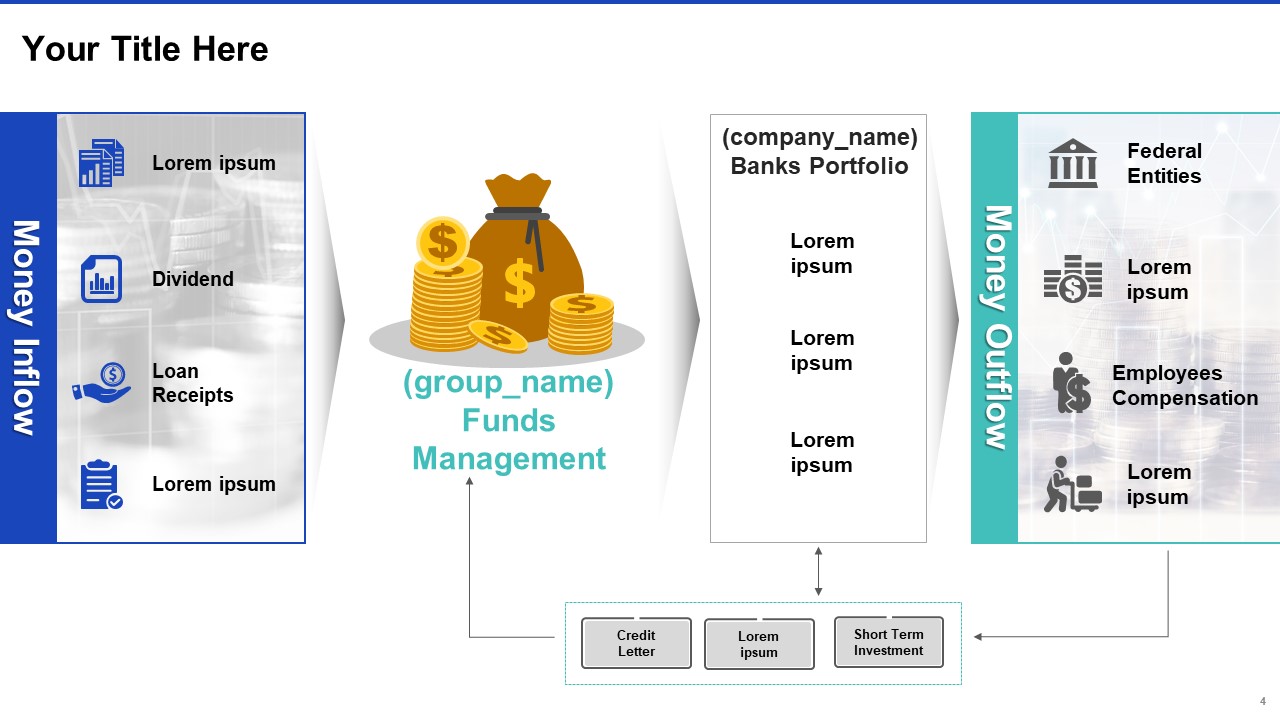 Your Title Here
Money Inflow
Lorem ipsum
Dividend
Loan
Receipts
Lorem ipsum
$
$
$
$
$
(group_name)
Funds
Management
(company_name)
Banks Portfolio
Lorem
ipsum
Lorem
ipsum
Lorem
ipsum
Money Outflow
Federal
Entities
$
Lorem
ipsum
$
Employees
Compensation
Lorem
ipsum
Credit
Letter
Lorem
ipsum
Short Term
Investment
4